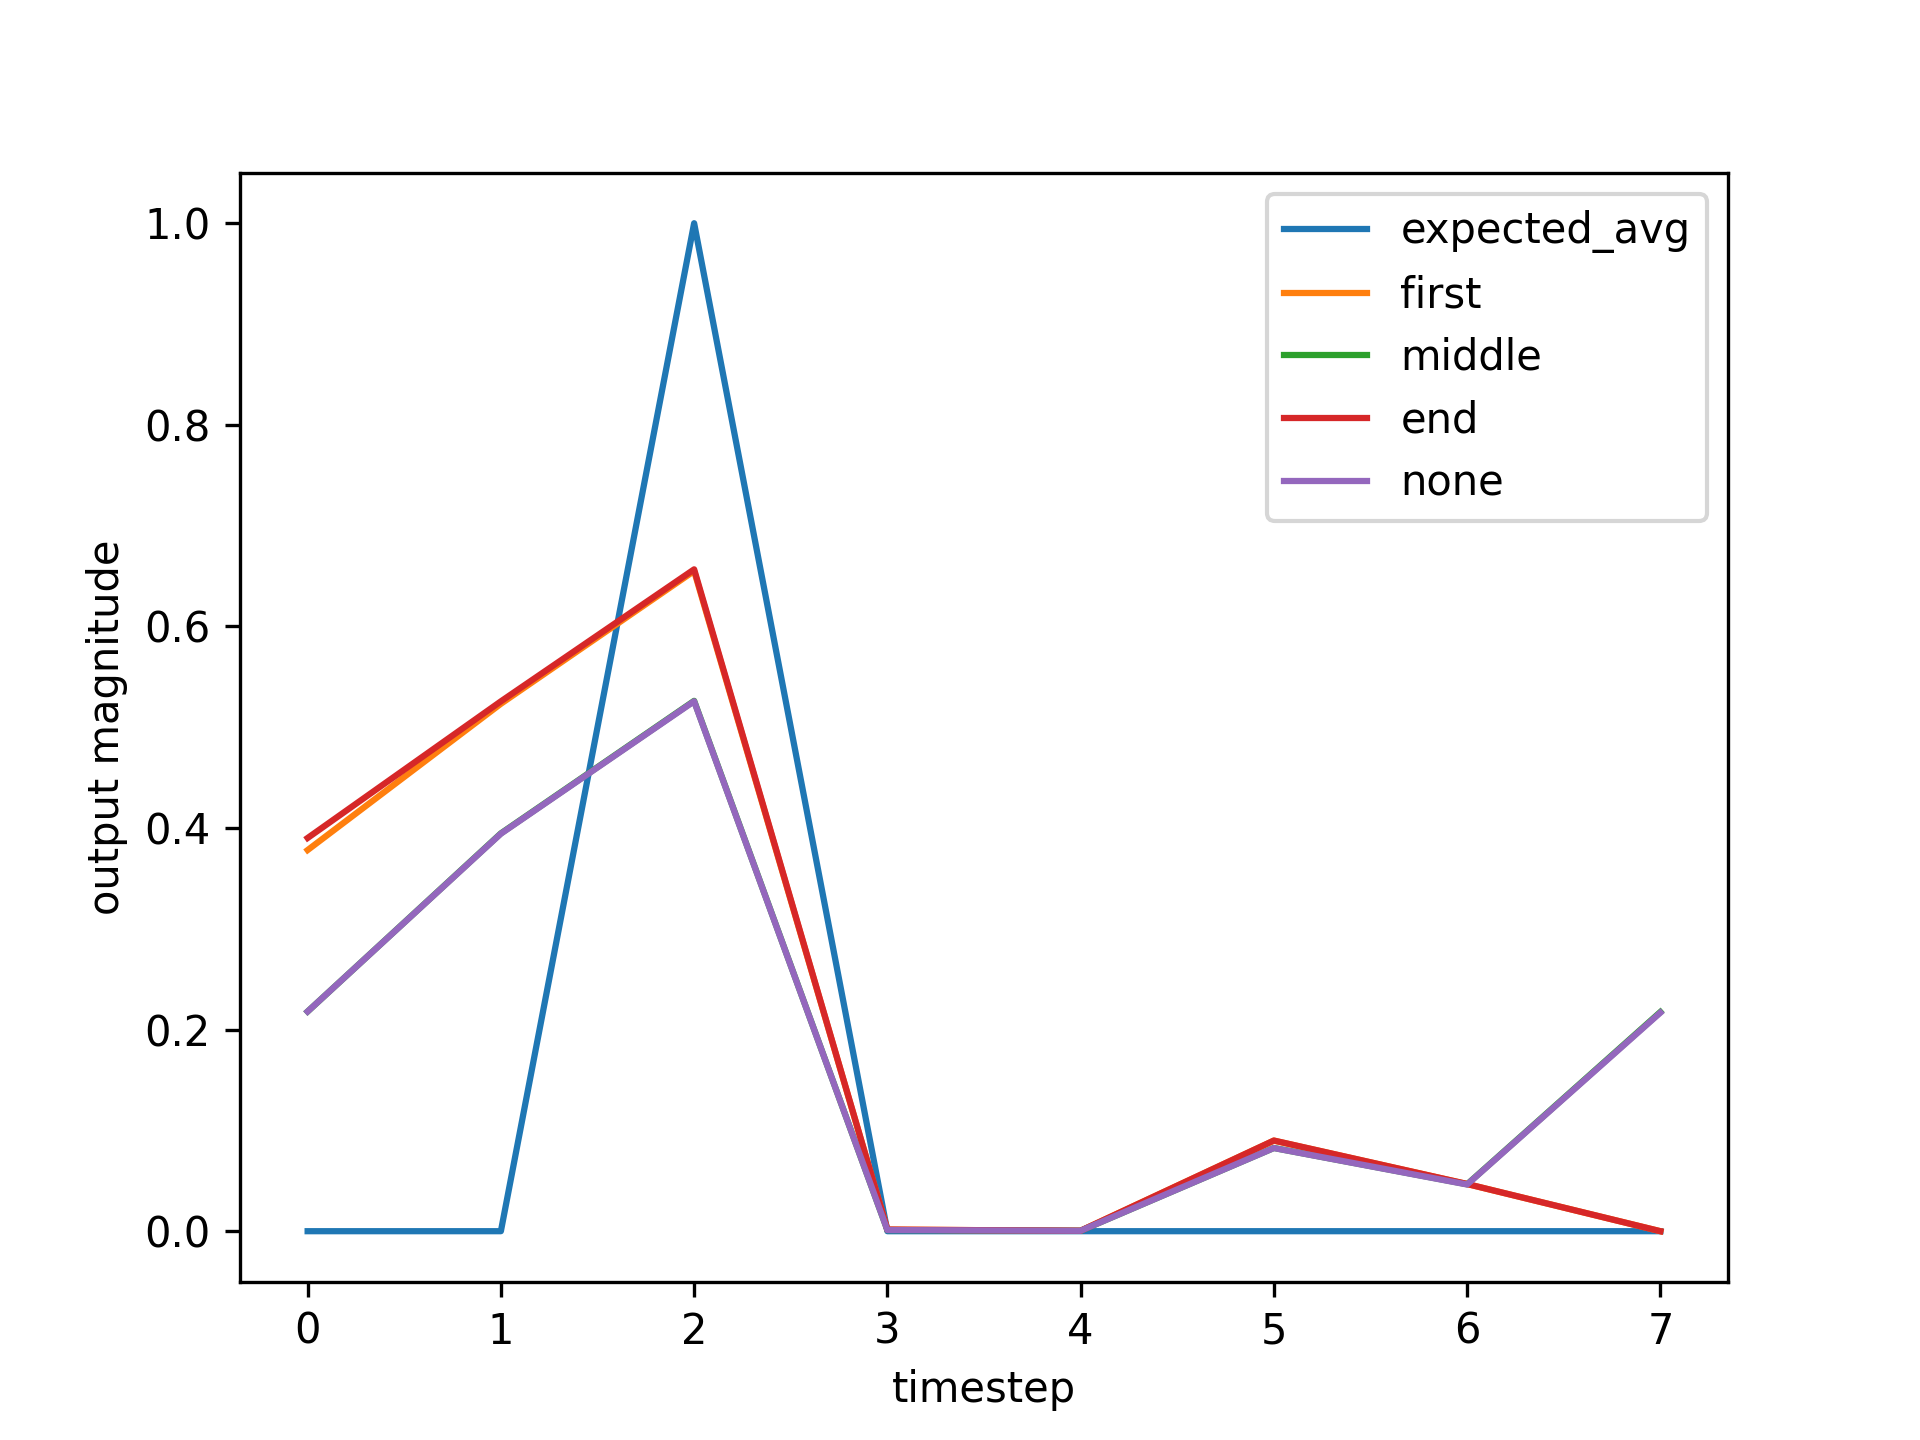 1.0
0.8
0.6
0.4
0.2
0.0
output magnitude
0 1 2 3 4 5 6 7
timestep
expected_avg
first
middle
end
none